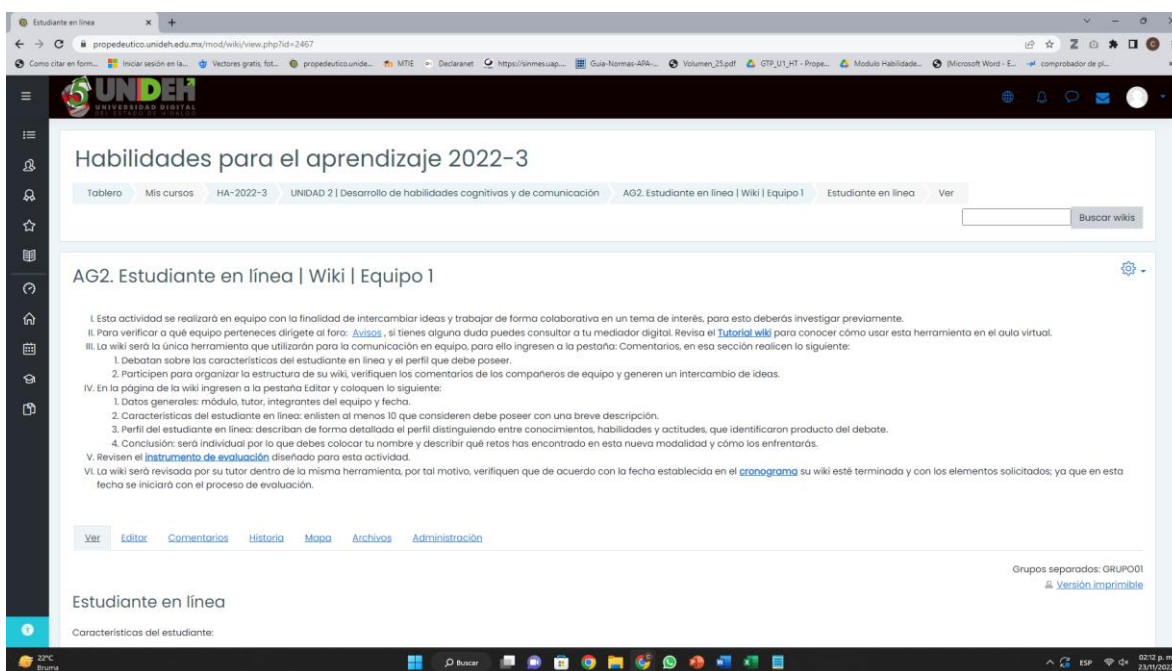 Estudiante en línea
propedeutico.unideh.edu.mx/mod/wiki/view.php?id=2467
Como citar en form... Iniciar sesión en la... Vectores gratis, fot... propedeutico.unide... MTIE Declaranet https://sinmes.uap.... Guia-Normas-APA-... Volumen_25.pdf GTP_U1_HT - Prope... Modulo Habilidade... (Microsoft Word - E... comprobador de pl...
UNIDEH
UNIVERSIDAD DIGITAL
DEL ESTADO DE HIDALGO
Habilidades para el aprendizaje 2022-3
Tablero Mis cursos HA-2022-3 UNIDAD 2 | Desarrollo de habilidades cognitivas y de comunicación AG2. Estudiante en línea | Wiki | Equipo 1 Estudiante en línea Ver
Buscar wikis
AG2. Estudiante en línea | Wiki | Equipo 1
I. Esta actividad se realizará en equipo con la finalidad de intercambiar ideas y trabajar de forma colaborativa en un tema de interés, para esto deberás investigar previamente.
II. Para verificar a qué equipo perteneces dirígete al foro: Avisos , si tienes alguna duda puedes consultar a tu mediador digital. Revisa el Tutorial wiki para conocer cómo usar esta herramienta en el aula virtual.
III. La wiki será la única herramienta que utilizarán para la comunicación en equipo, para ello ingresen a la pestaña: Comentarios, en esa sección realicen lo siguiente:
1. Debatan sobre las características del estudiante en línea y el perfil que debe poseer.
2. Participen para organizar la estructura de su wiki, verifiquen los comentarios de los compañeros de equipo y generen un intercambio de ideas.
IV. En la página de la wiki ingresen a la pestaña Editar y coloquen lo siguiente:
1. Datos generales: módulo, tutor, integrantes del equipo y fecha.
2. Características del estudiante en línea: enlisten al menos 10 que consideren debe poseer con una breve descripción.
3. Perfil del estudiante en línea: describan de forma detallada el perfil distinguiendo entre conocimientos, habilidades y actitudes, que identificaron producto del debate.
4. Conclusión: será individual por lo que debes colocar tu nombre y describir qué retos has encontrado en esta nueva modalidad y cómo los enfrentarás.
V. Revisen el instrumento de evaluación diseñado para esta actividad.
VI. La wiki será revisada por su tutor dentro de la misma herramienta, por tal motivo, verifiquen que de acuerdo con la fecha establecida en el cronograma su wiki esté terminada y con los elementos solicitados; ya que en esta
fecha se iniciará con el proceso de evaluación.
Ver Editar Comentarios Historia Mapa Archivos Administración
Grupos separados: GRUPO01
Versión imprimible
Estudiante en línea
Características del estudiante:
22°C
Bruma
Buscar
ESP
02:12 p. m.
23/11/202